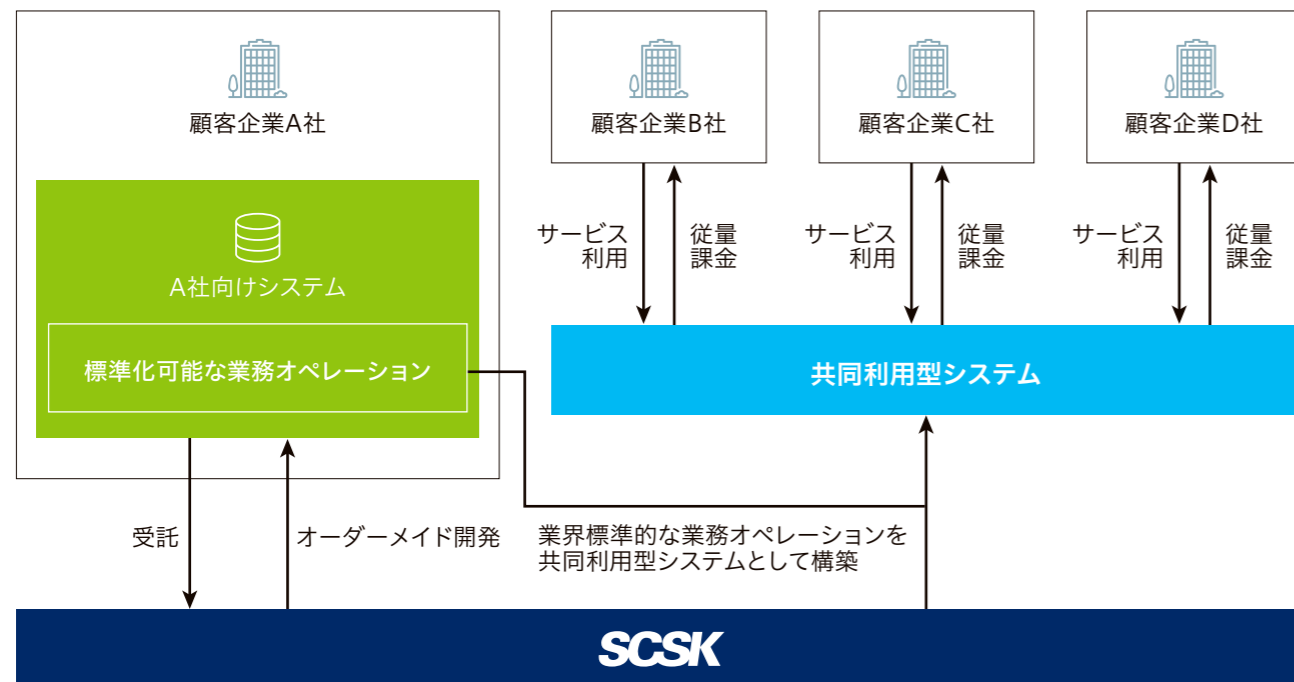 顧客企業A社
顧客企業B社
顧客企業C社
顧客企業D社
A社向けシステム
標準化可能な業務オペレーション
サービス
利用
従量
課金
サービス
利用
従量
課金
サービス
利用
従量
課金
共同利用型システム
受託
オーダーメイド開発
業界標準的な業務オペレーションを
共同利用型システムとして構築
SCSK